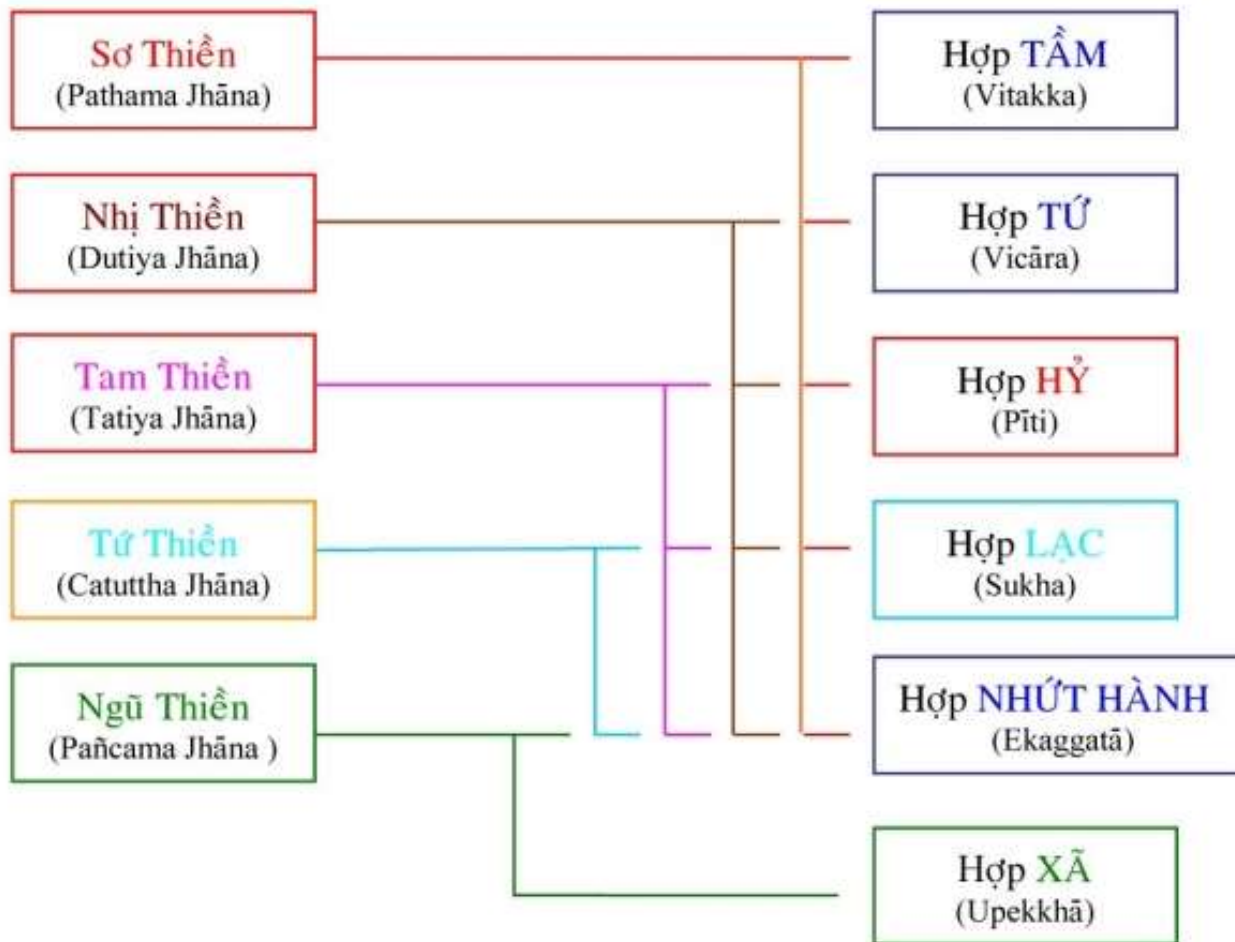 Sơ Thiền
(Pathama Jhāna)
Hợp TẦM
(Vitakka)
Nhị Thiền
(Dutiya Jhāna)
Hợp TỨ
(Vicāra)
Tam Thiền
(Tatiya Jhāna)
Hợp HỶ
(Pīti)
Tứ Thiền
(Catuttha Jhāna)
Hợp LẠC
(Sukha)
Ngũ Thiền
(Pañcama Jhāna )
Hợp NHỨT HÀNH
(Ekaggatā)
Hợp XÃ
(Upekkhā)